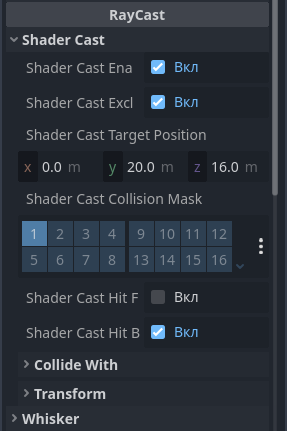 RayCast
Shader Cast
Shader Cast Ena Вкл
Shader Cast Excl Вкл
Shader Cast Target Position
x 0.0 m y 20.0 m z 16.0 m
Shader Cast Collision Mask
1 2 3 4 9 10 11 12
5 6 7 8 13 14 15 16
Shader Cast Hit F Вкл
Shader Cast Hit B Вкл
Collide With
Transform
Whisker